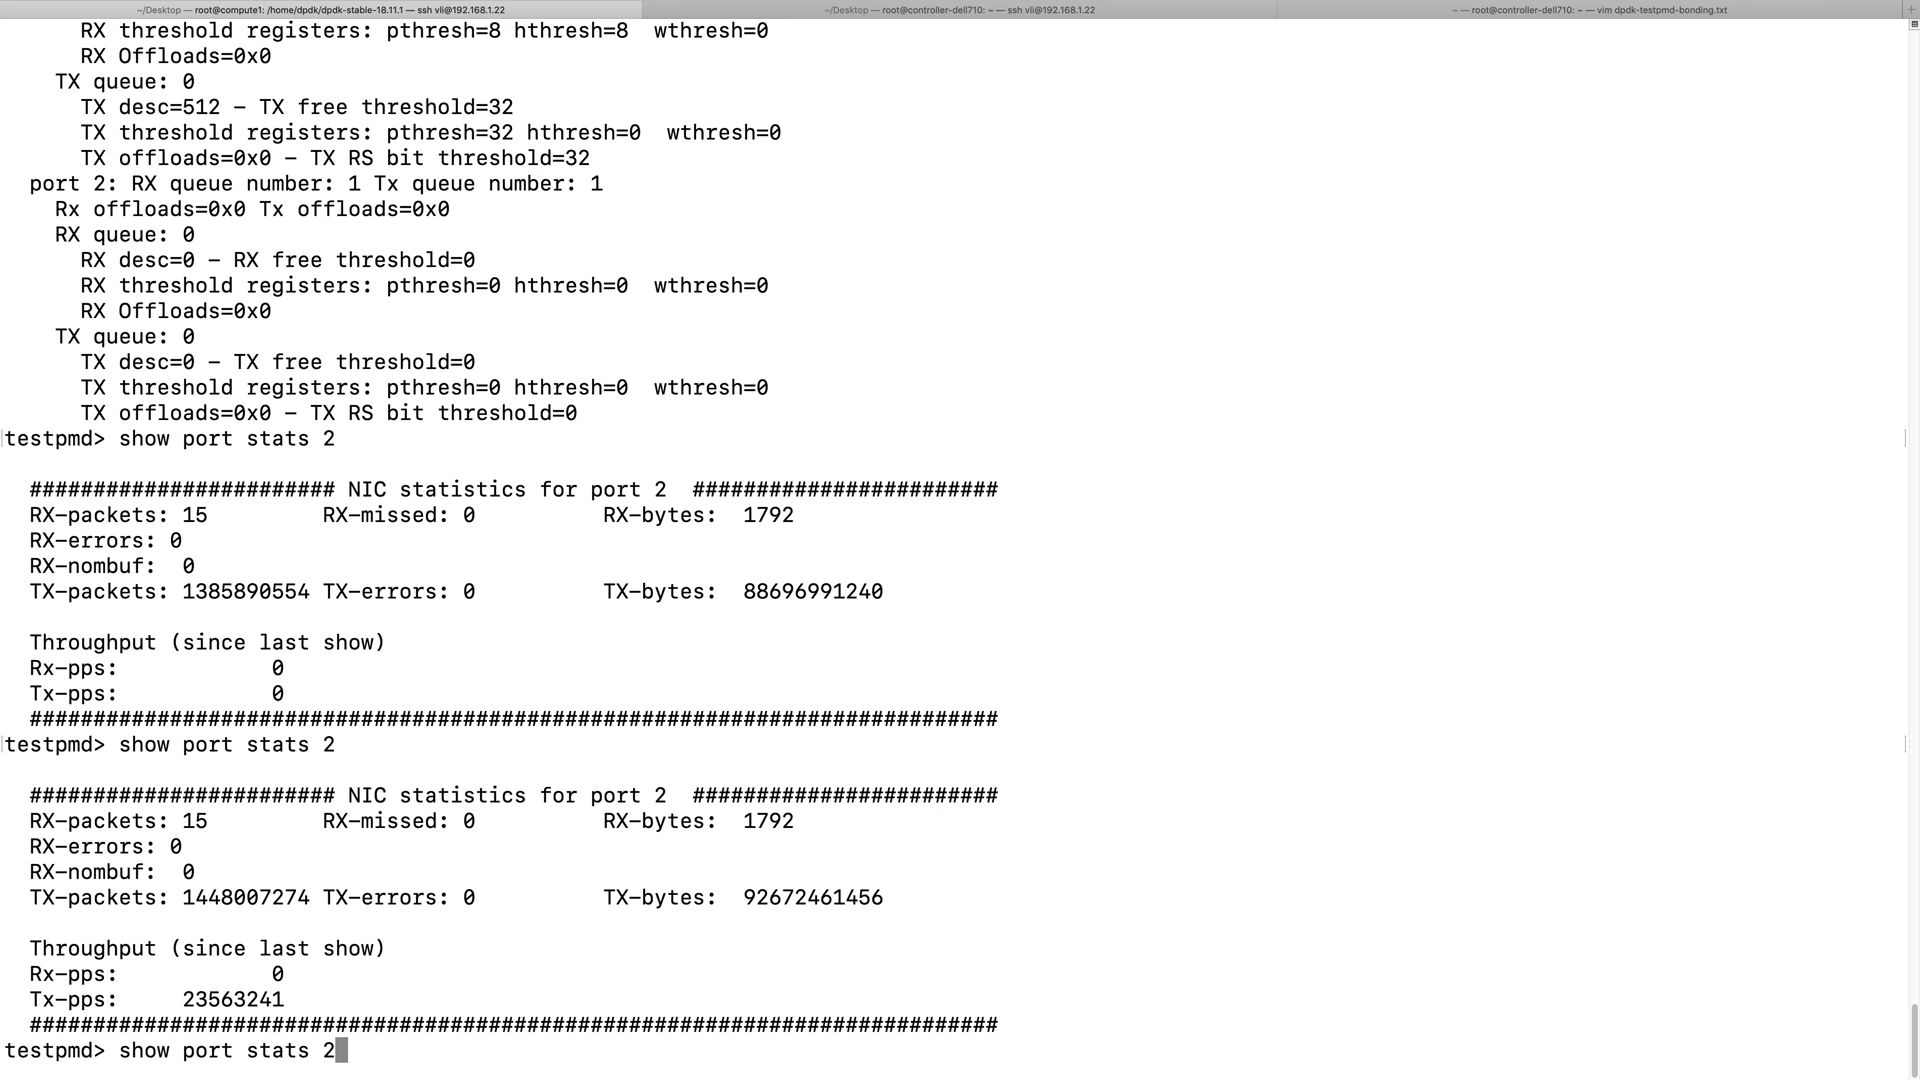 ~/Desktop — root@compute1: /home/dpdk/dpdk-stable-18.11.1 — ssh vli@192.168.1.22
~/Desktop — root@controller-dell710: ~ — ssh vli@192.168.1.22
~ — root@controller-dell710: ~ — vim dpdk-testpmd-bonding.txt
RX threshold registers: pthresh=8 hthresh=8  wthresh=0
RX Offloads=0x0
TX queue: 0
TX desc=512 - TX free threshold=32
TX threshold registers: pthresh=32 hthresh=0  wthresh=0
TX offloads=0x0 - TX RS bit threshold=32
port 2: RX queue number: 1 Tx queue number: 1
Rx offloads=0x0 Tx offloads=0x0
RX queue: 0
RX desc=0 - RX free threshold=0
RX threshold registers: pthresh=0 hthresh=0  wthresh=0
RX Offloads=0x0
TX queue: 0
TX desc=0 - TX free threshold=0
TX threshold registers: pthresh=0 hthresh=0  wthresh=0
TX offloads=0x0 - TX RS bit threshold=0
testpmd> show port stats 2
######################## NIC statistics for port 2  ########################
RX-packets: 15         RX-missed: 0          RX-bytes:  1792
RX-errors: 0
RX-nombuf:  0
TX-packets: 1385890554 TX-errors: 0          TX-bytes:  88696991240
Throughput (since last show)
Rx-pps:            0
Tx-pps:            0
############################################################################
testpmd> show port stats 2
######################## NIC statistics for port 2  ########################
RX-packets: 15         RX-missed: 0          RX-bytes:  1792
RX-errors: 0
RX-nombuf:  0
TX-packets: 1448007274 TX-errors: 0          TX-bytes:  92672461456
Throughput (since last show)
Rx-pps:            0
Tx-pps:     23563241
############################################################################
testpmd> show port stats 2